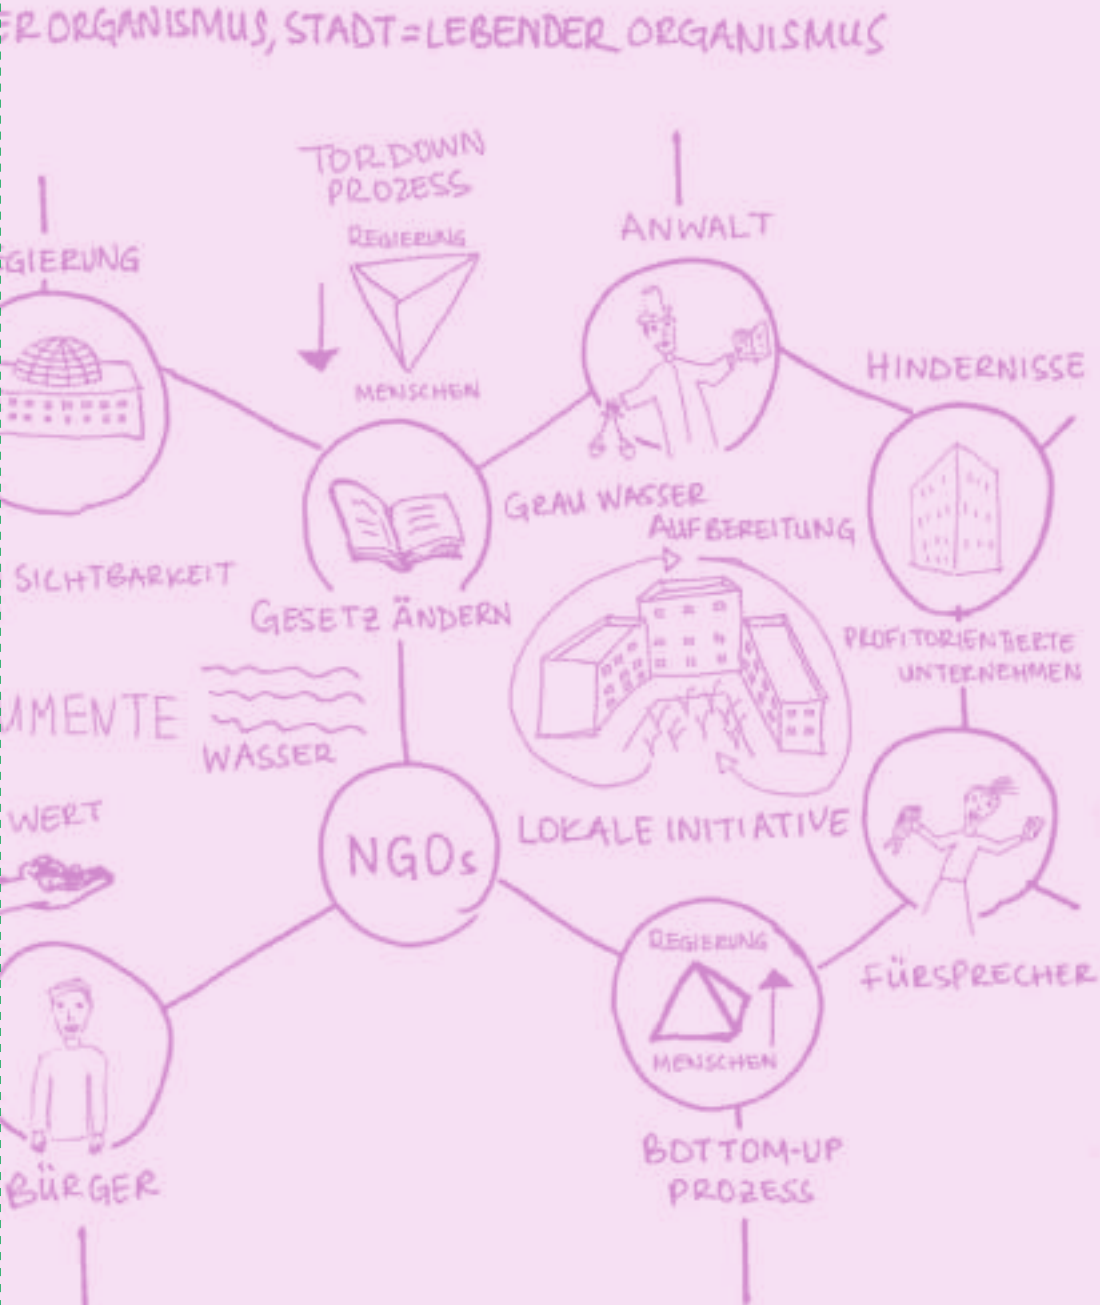 ER ORGANISMUS, STADT=LEBENDER ORGANISMUS
TOPDOWN
PROZESS
REGIERUNG
MENSCHEN
ANWALT
GIERUNG
HINDERNISSE
GRAU WASSER
AUFBEREITUNG
SICHTBARKEIT
GESETZ ÄNDERN
PROFITORIENTIERTE
UNTERNEHMEN
MMENTE
WASSER
WERT
LOKALE INITIATIVE
NGOs
REGIERUNG
MENSCHEN
FÜRSPRECHER
BOTTOM-UP
PROZESS
BÜRGER